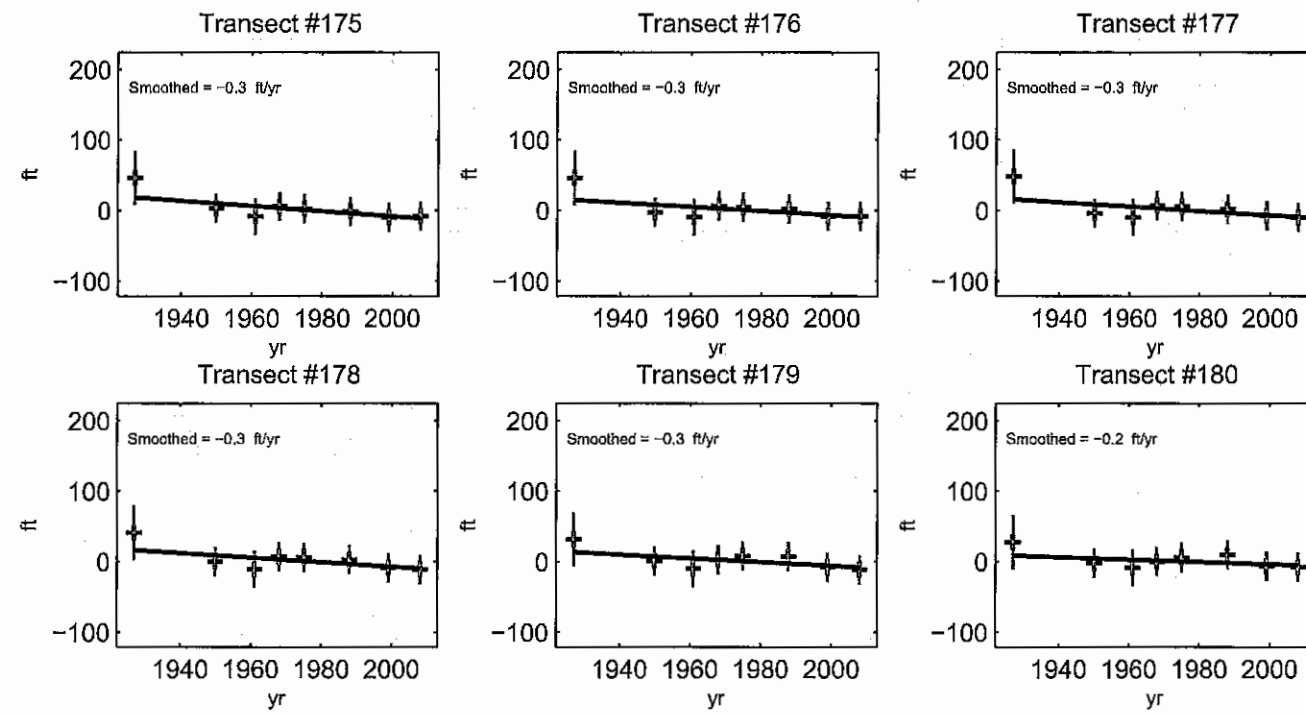 Transect #175
Transect #176
Transect #177
200
100
0
−100
ft
Smoothed = −0.3 ft/yr
1940 1960 1980 2000
yr
200
100
0
−100
ft
Smoothed = −0.3 ft/yr
1940 1960 1980 2000
yr
200
100
0
−100
ft
Smoothed = −0.3 ft/yr
1940 1960 1980 2000
yr
Transect #178
Transect #179
Transect #180
200
100
0
−100
ft
Smoothed = −0.3 ft/yr
1940 1960 1980 2000
yr
200
100
0
−100
ft
Smoothed = −0.3 ft/yr
1940 1960 1980 2000
yr
200
100
0
−100
ft
Smoothed = −0.2 ft/yr
1940 1960 1980 2000
yr